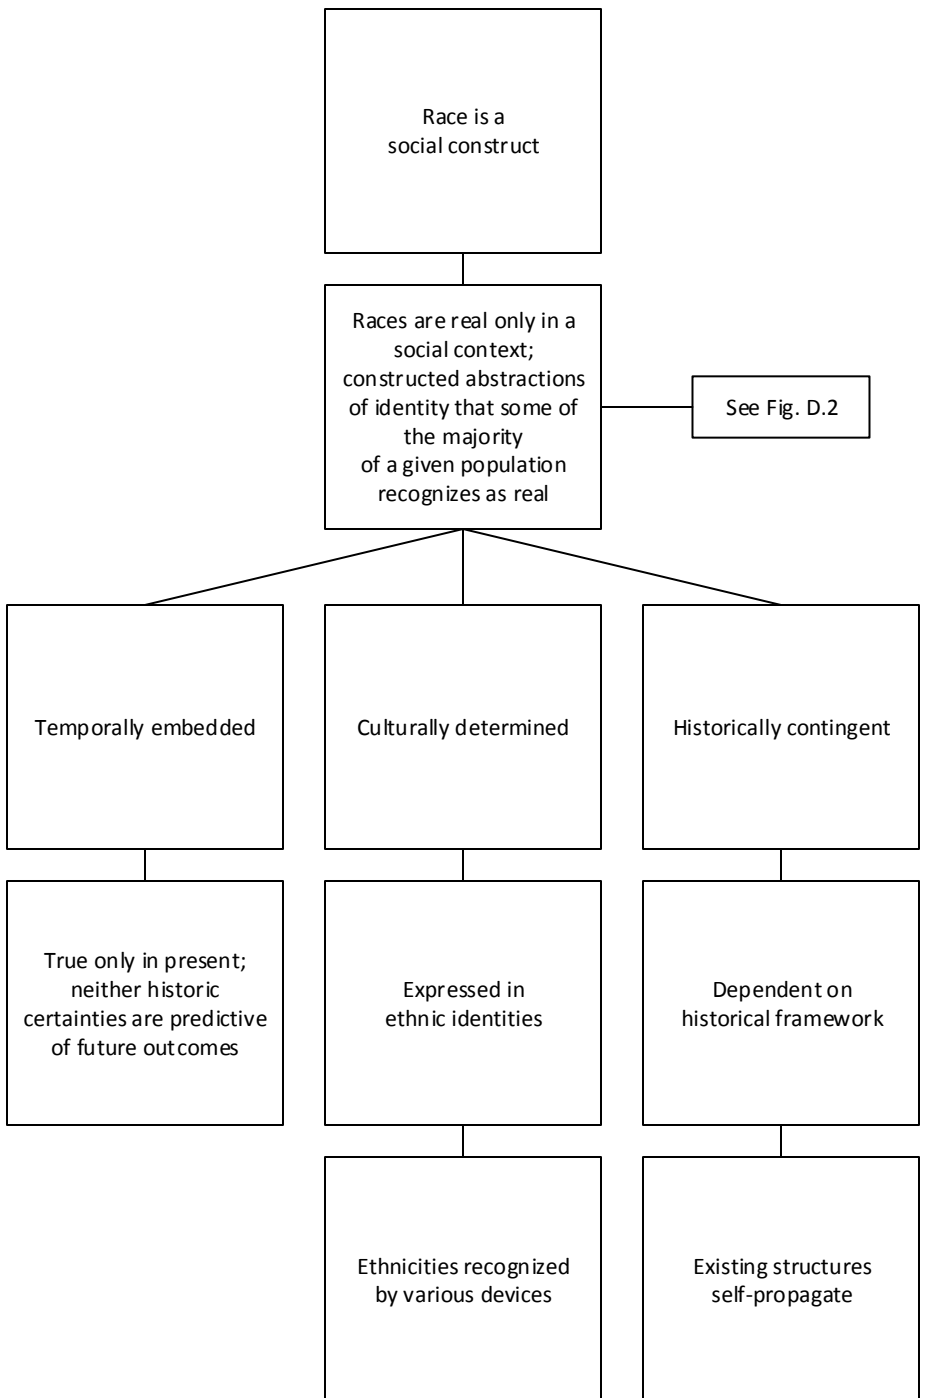 Race is a
social construct
Races are real only in a
social context;
constructed abstractions
of identity that some of
the majority
of a given population
recognizes as real
See Fig. D.2
Temporally embedded
Culturally determined
Historically contingent
True only in present;
neither historic
certainties are predictive
of future outcomes
Expressed in
ethnic identities
Dependent on
historical framework
Ethnicities recognized
by various devices
Existing structures
self-propagate